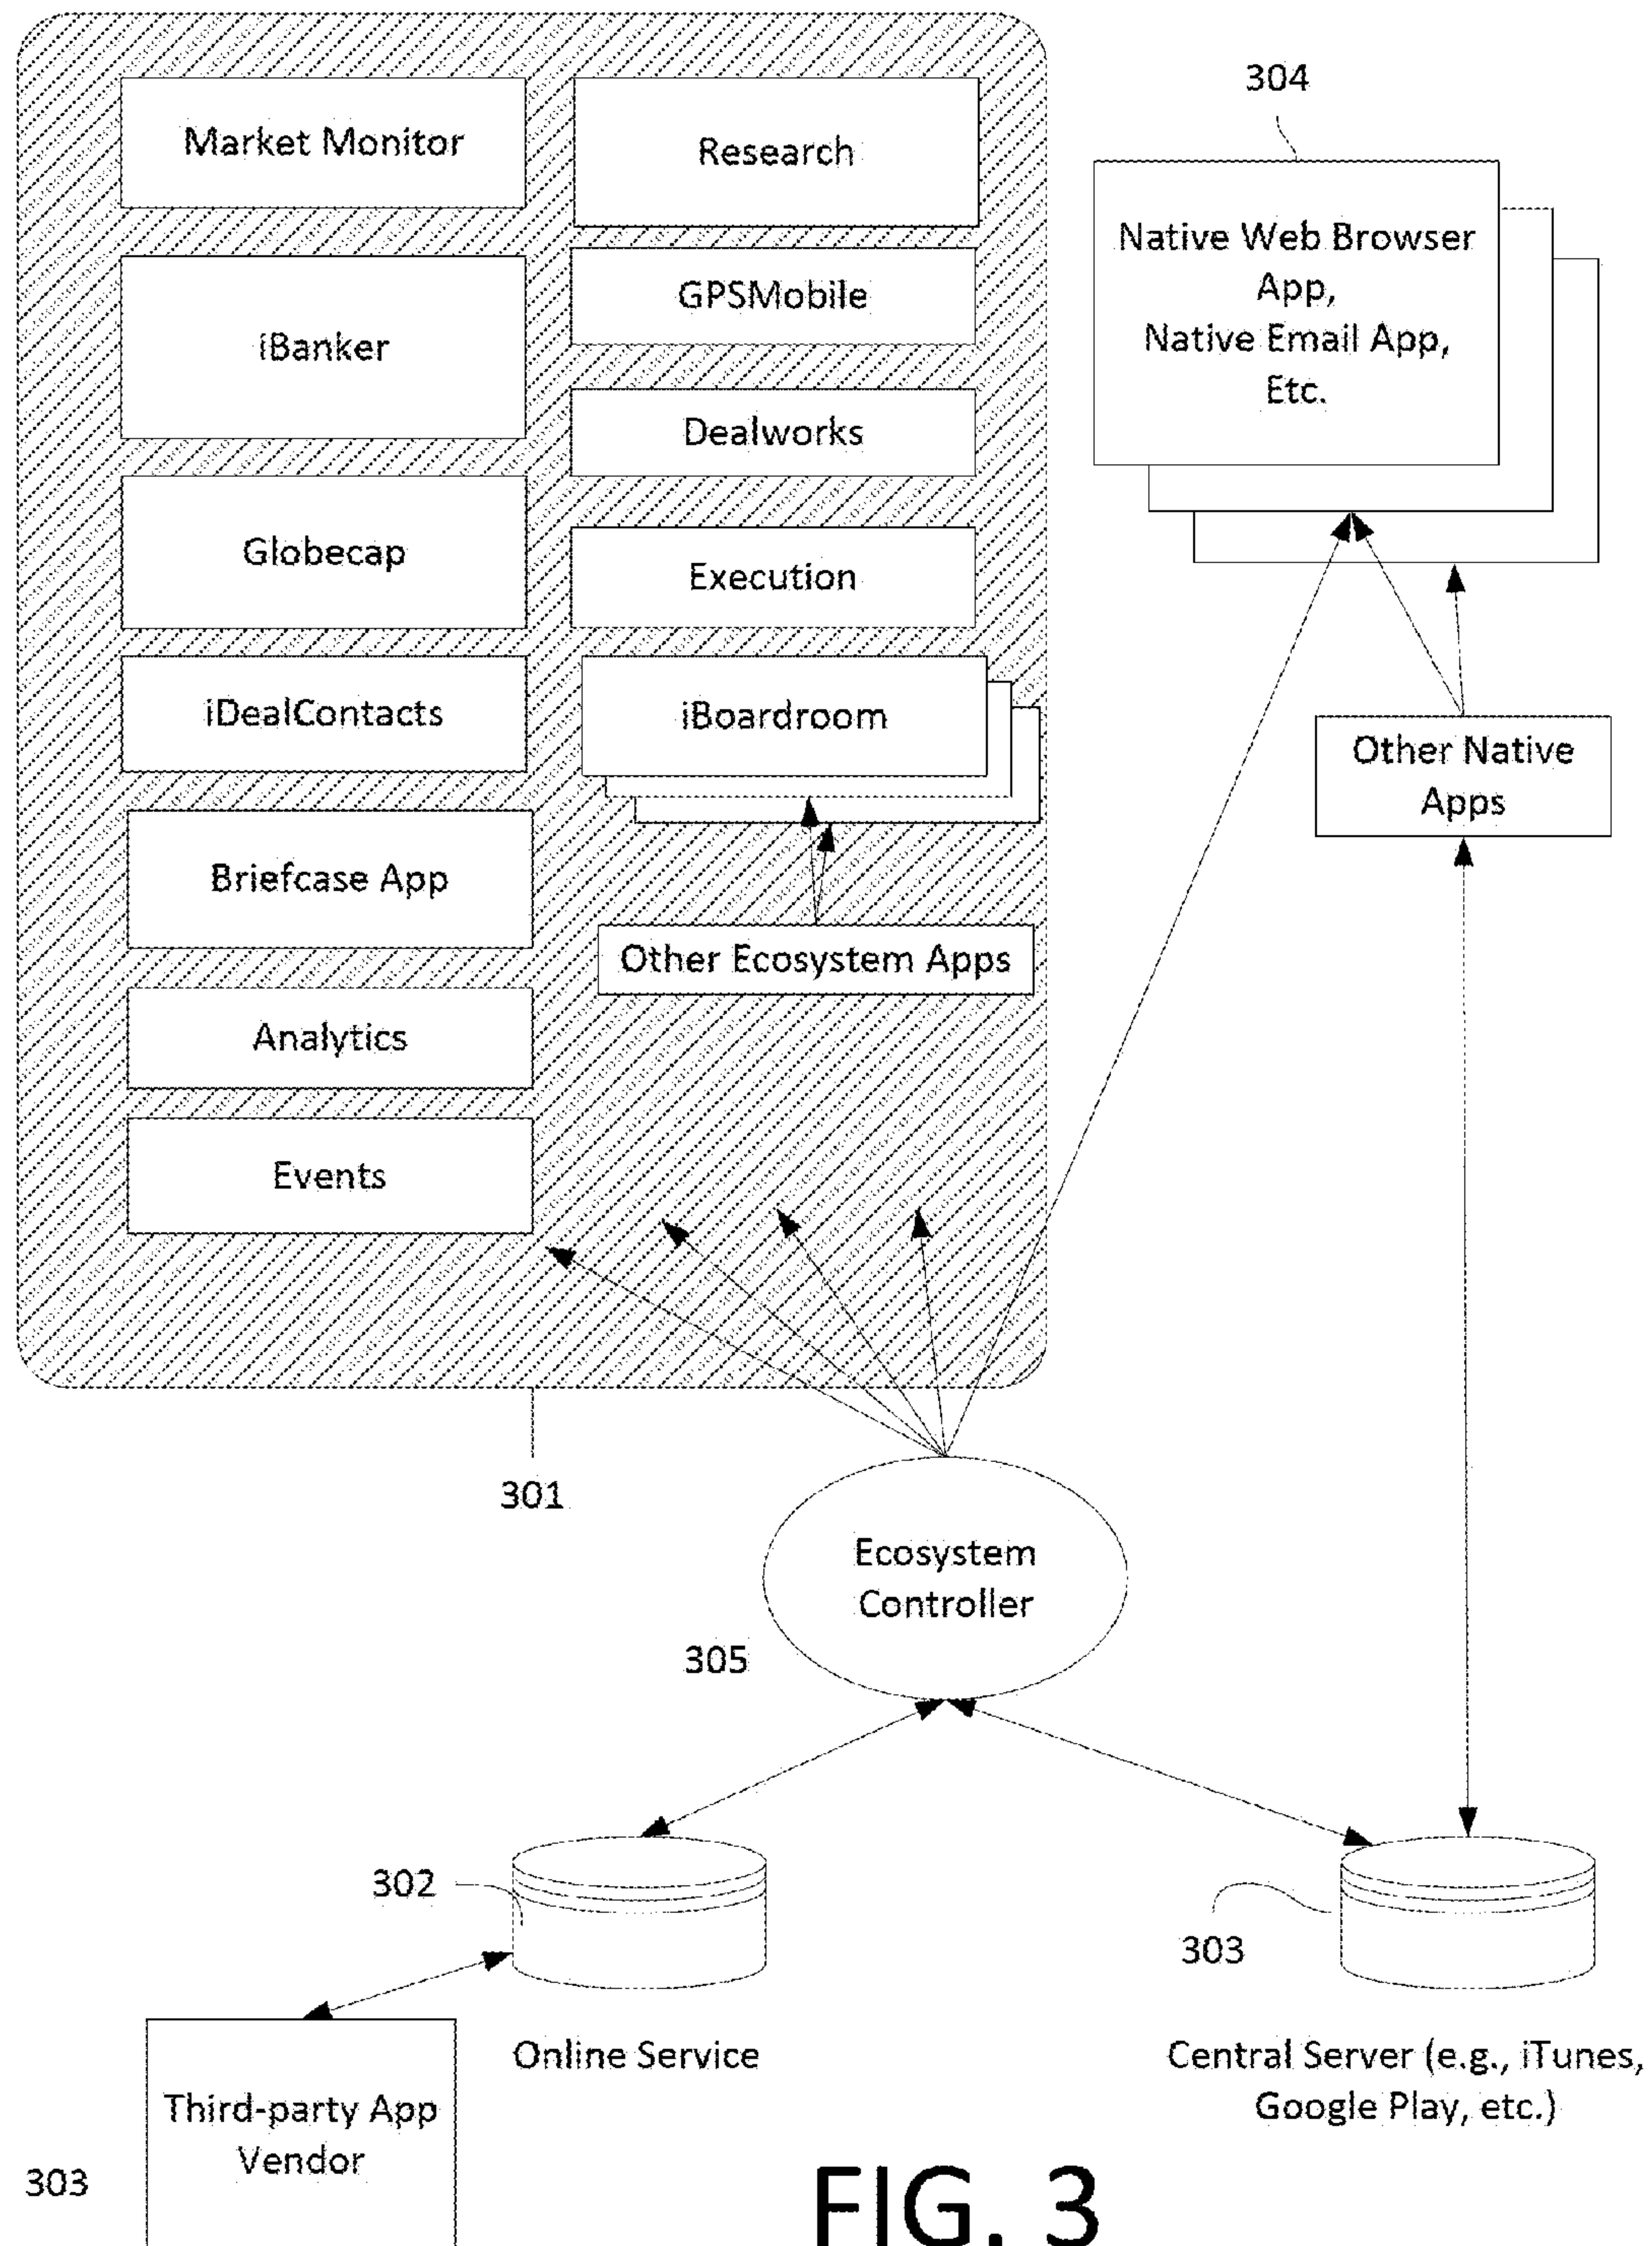 Market Monitor
Research
304
Native Web Browser
App,
Native Email App,
Etc.
iBanker
GPSMobile
Dealworks
Globecap
Execution
iDealContacts
iBoardroom
Other Native
Apps
Briefcase App
Other Ecosystem Apps
Analytics
Events
301
Ecosystem
Controller
305
302
303
Online Service
Central Server (e.g., iTunes,
Google Play, etc.)
Third-party App
Vendor
303
FIG. 3